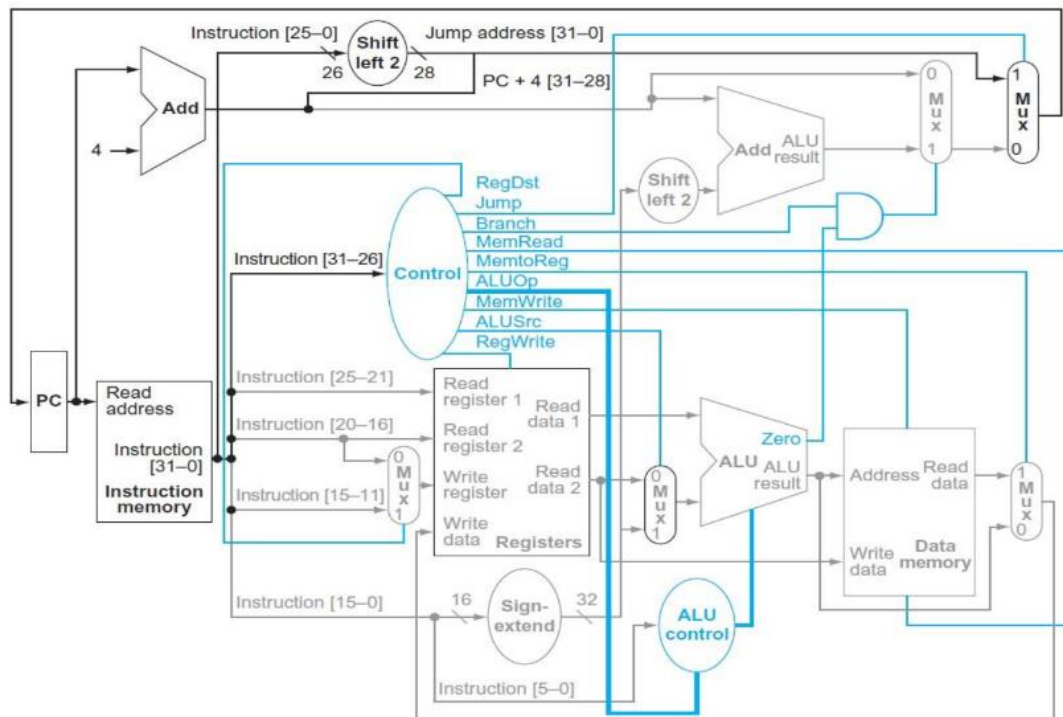 Instruction [25–0]
Shift
left 2
Jump address [31–0]
26
28
PC + 4 [31–28]
Add
4
0
M
u
x
1
1
M
u
x
0
Add
ALU
result
Shift
left 2
RegDst
Jump
Branch
MemRead
MemtoReg
ALUOp
MemWrite
ALUSrc
RegWrite
Instruction [31–26]
Control
PC
Read
address
Instruction
[31–0]
Instruction
memory
Instruction [25–21]
Instruction [20–16]
Instruction [15–11]
0
M
u
x
1
Read
register 1
Read
register 2
Write
register
Write
data
Read
data 1
Read
data 2
Registers
0
M
u
x
1
Zero
ALU
ALU
result
Address
Read
data
Write
data
Data
memory
1
M
u
x
0
Instruction [15–0]
16
Sign-
extend
32
ALU
control
Instruction [5–0]